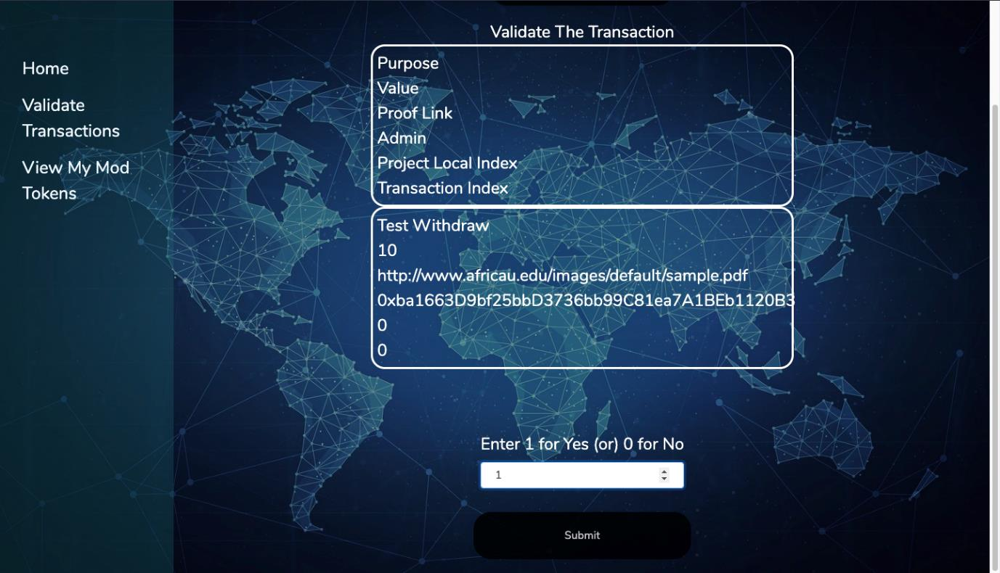 Home
Validate
Transactions
View My Mod
Tokens
Validate The Transaction
Purpose
Value
Proof Link
Admin
Project Local Index
Transaction Index
Test Withdraw
10
http://www.africau.edu/images/default/sample.pdf
0xba1663D9bf25bbD3736bb99C81ea7A1BEb1120B3
0
0
Enter 1 for Yes (or) 0 for No
1
Submit